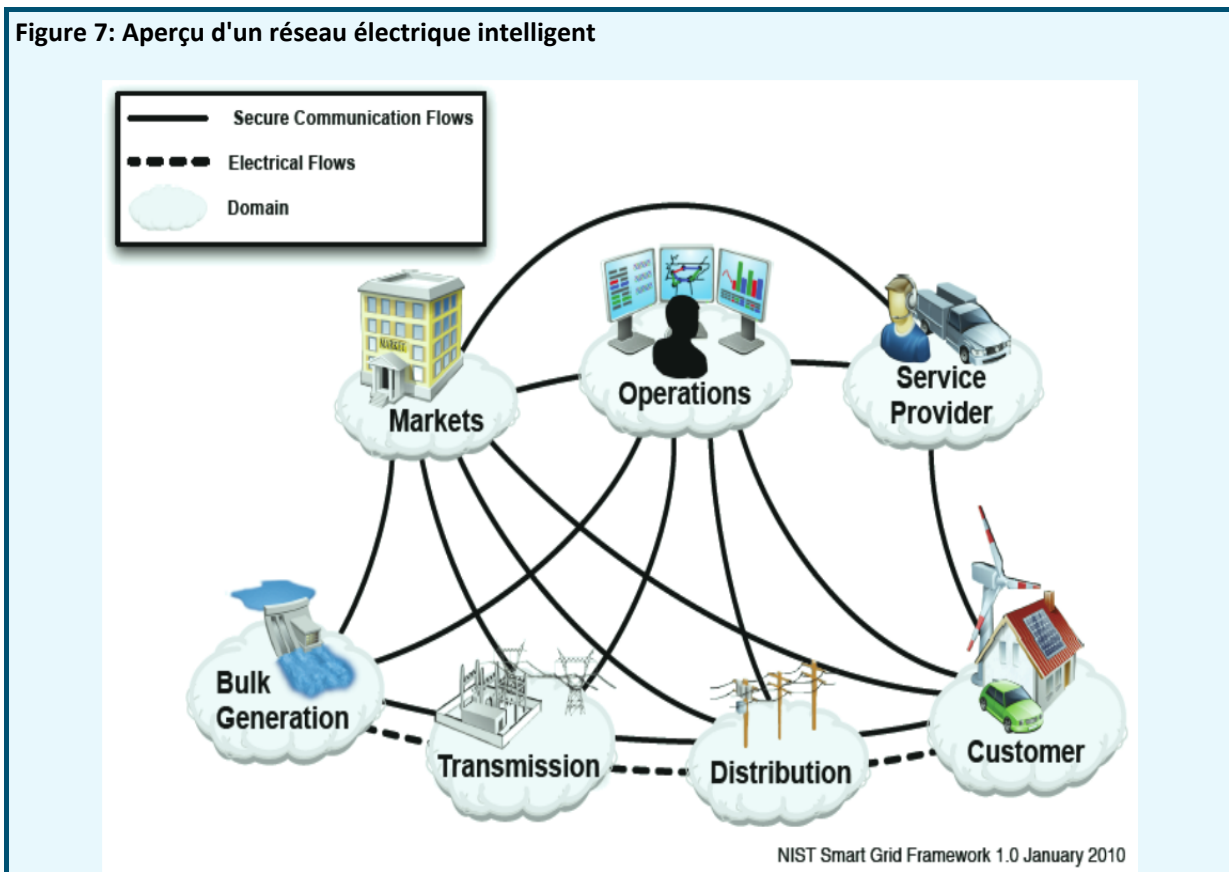 Figure 7: Aperçu d'un réseau électrique intelligent
Secure Communication Flows
Electrical Flows
Domain
MARKET
Markets
Operations
Service
Provider
Bulk
Generation
Transmission
Distribution
Customer
NIST Smart Grid Framework 1.0 January 2010